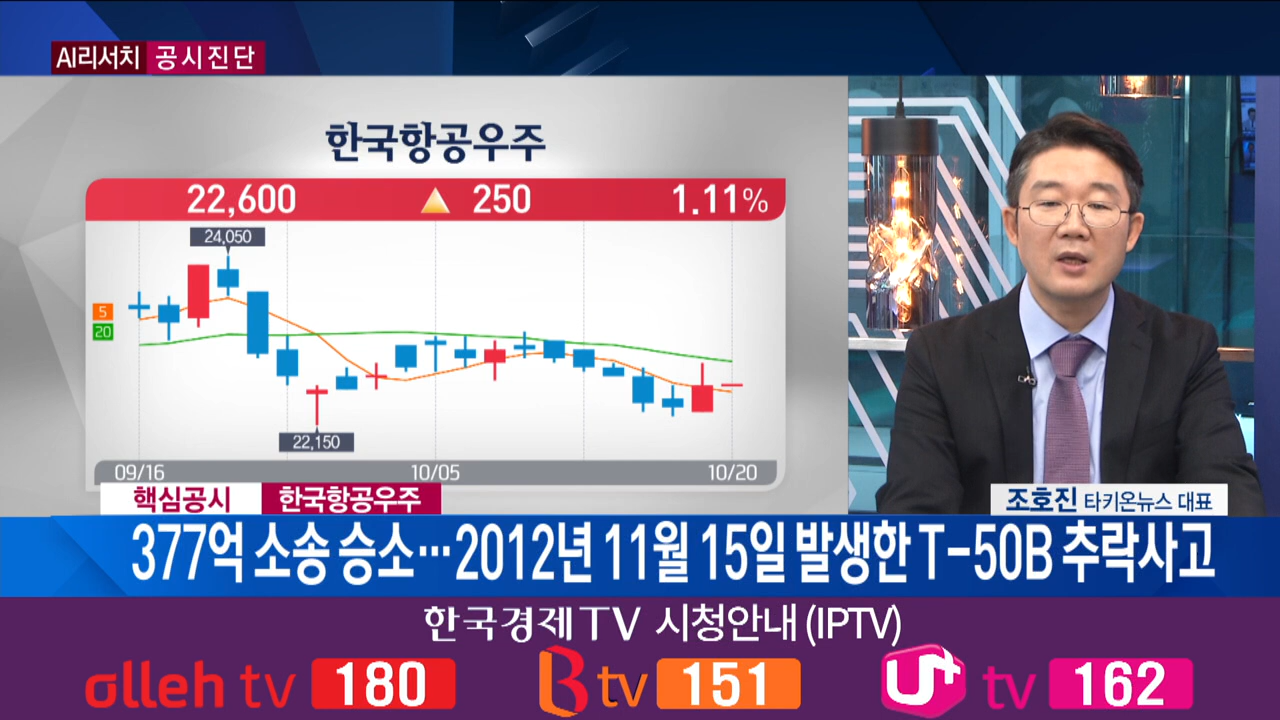 AI리서치 공시진단
한국항공우주
22,600 ▲ 250 1.11%
24,050
5
20
22,150
09/16 10/05 10/20
핵심공시 한국항공우주
조호진 타키온뉴스 대표
377억 소송 승소…2012년 11월 15일 발생한 T-50B 추락사고
한국경제TV 시청안내 (IPTV)
olleh tv 180 B tv 151 U+ tv 162